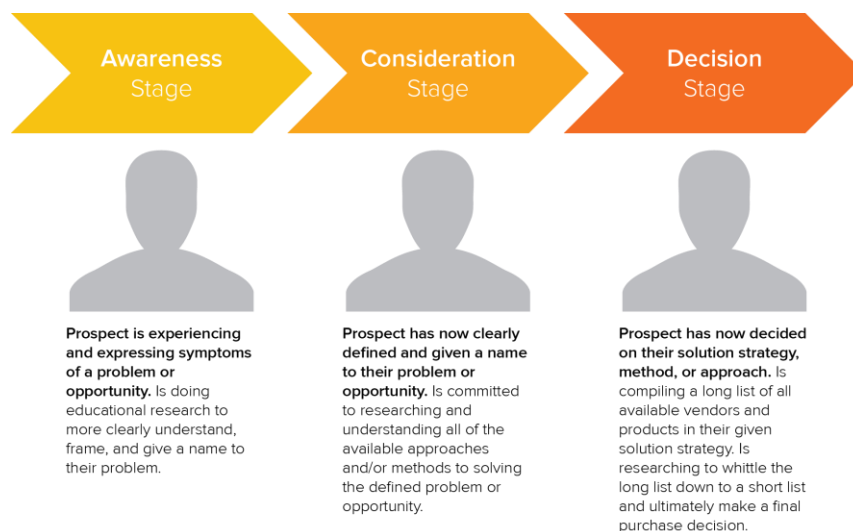 Awareness
Stage
Consideration
Stage
Decision
Stage
Prospect is experiencing
and expressing symptoms
of a problem or
opportunity. Is doing
educational research to
more clearly understand,
frame, and give a name to
their problem.
Prospect has now clearly
defined and given a name
to their problem or
opportunity. Is committed
to researching and
understanding all of the
available approaches
and/or methods to solving
the defined problem or
opportunity.
Prospect has now decided
on their solution strategy,
method, or approach. Is
compiling a long list of all
available vendors and
products in their given
solution strategy. Is
researching to whittle the
long list down to a short list
and ultimately make a final
purchase decision.